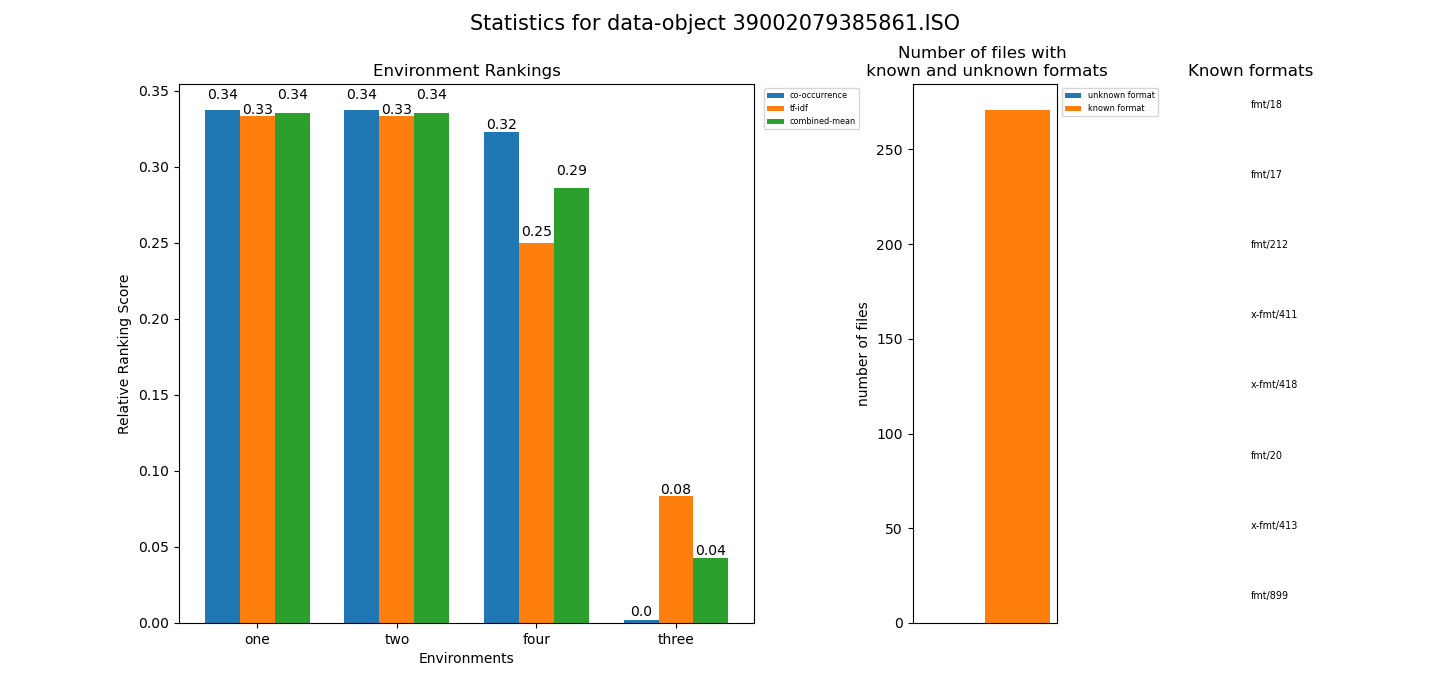 Statistics for data-object 39002079385861.ISO
Environment Rankings
Relative Ranking Score
0.35
0.30
0.25
0.20
0.15
0.10
0.05
0.00
0.34
0.33
0.34
0.34
0.33
0.34
0.32
0.25
0.29
0.0
0.08
0.04
one
two
four
three
Environments
co-occurrence
tf-idf
combined-mean
Number of files with
known and unknown formats
number of files
250
200
150
100
50
0
unknown format
known format
Known formats
fmt/18
fmt/17
fmt/212
x-fmt/411
x-fmt/418
fmt/20
x-fmt/413
fmt/899